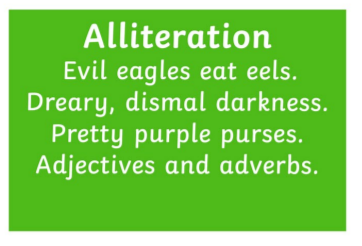 Alliteration
Evil eagles eat eels.
Dreary, dismal darkness.
Pretty purple purses.
Adjectives and adverbs.